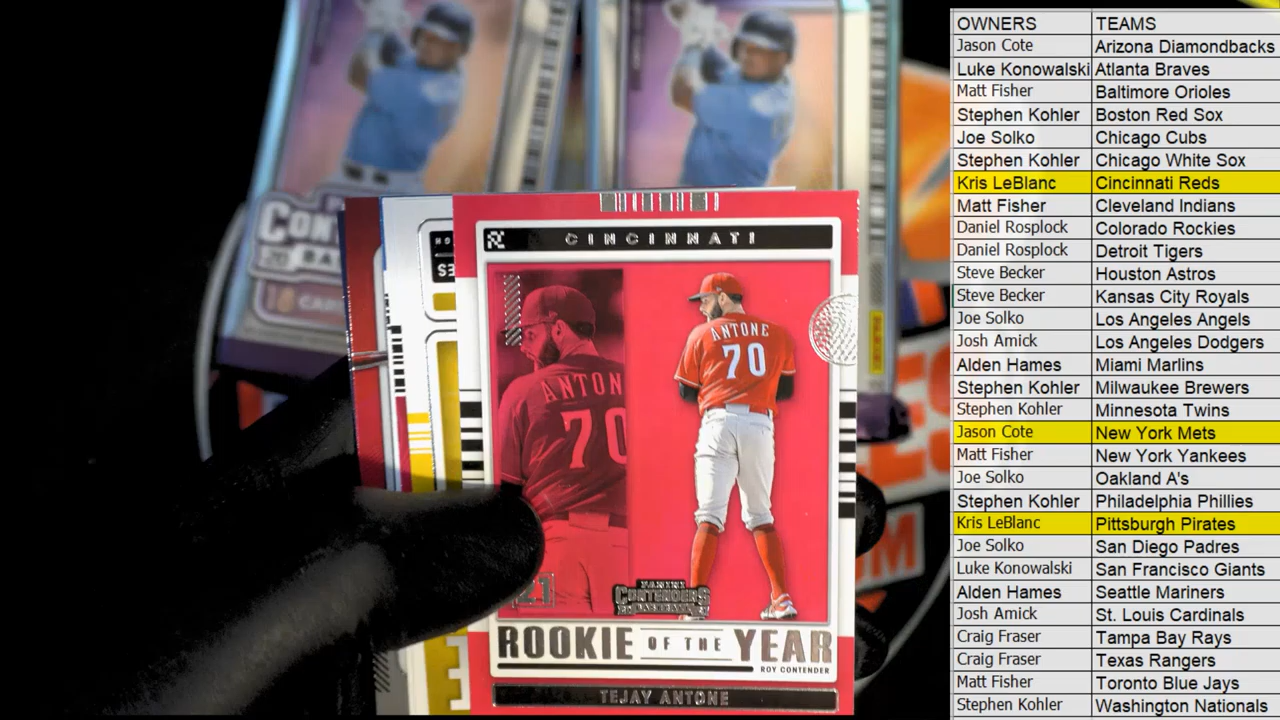 CINCINNATI
ANTONE
70
ANTON
70
21
PANINI
CONTENDERS
BASEBALL
ROOKIE OF THE YEAR
ROY CONTENDER
TEJAY ANTONE
OWNERS TEAMS
Jason Cote Arizona Diamondbacks
Luke Konowalski Atlanta Braves
Matt Fisher Baltimore Orioles
Stephen Kohler Boston Red Sox
Joe Solko Chicago Cubs
Stephen Kohler Chicago White Sox
Kris LeBlanc Cincinnati Reds
Matt Fisher Cleveland Indians
Daniel Rosplock Colorado Rockies
Daniel Rosplock Detroit Tigers
Steve Becker Houston Astros
Steve Becker Kansas City Royals
Joe Solko Los Angeles Angels
Josh Amick Los Angeles Dodgers
Alden Hames Miami Marlins
Stephen Kohler Milwaukee Brewers
Stephen Kohler Minnesota Twins
Jason Cote New York Mets
Matt Fisher New York Yankees
Joe Solko Oakland A's
Stephen Kohler Philadelphia Phillies
Kris LeBlanc Pittsburgh Pirates
Joe Solko San Diego Padres
Luke Konowalski San Francisco Giants
Alden Hames Seattle Mariners
Josh Amick St. Louis Cardinals
Craig Fraser Tampa Bay Rays
Craig Fraser Texas Rangers
Matt Fisher Toronto Blue Jays
Stephen Kohler Washington Nationals